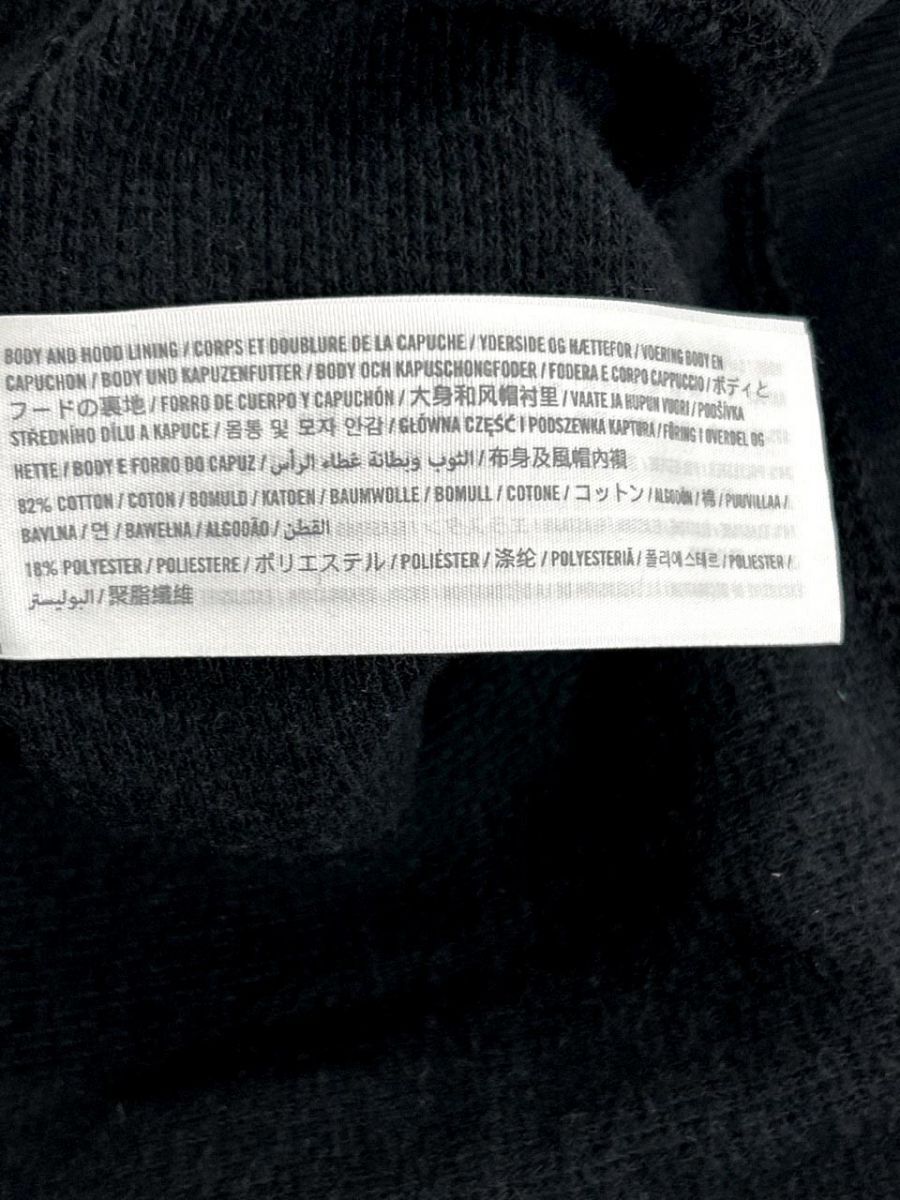 BODY AND HOOD LINING / CORPS ET DOUBLURE DE LA CAPUCHE / YDERSIDE OG HÆTTEFOR / VOERING BODY EN
CAPUCHON / BODY UND KAPUZENFUTTER / BODY OCH KAPUSCHONGFODER / FODERA E CORPO CAPPUCCIO / ボディと
フードの裏地 / FORRO DE CUERPO Y CAPUCHÓN / 大身和风帽衬里 / VAATE JA HUPUN VUORI / PODŠÍVKA
STŘEDNÍHO DÍLU A KAPUCE / 몸통 및 모자 안감 / GŁÓWNA CZĘŚĆ I PODSZEWKA KAPTURA / FÔRING I OVERDEL OG
HETTE / BODY E FORRO DO CAPUZ / الثوب وبطانة غطاء الرأس / 布身及風帽內襯
82% COTTON / COTON / BOMULD / KATOEN / BAUMWOLLE / BOMULL / COTONE / コットン / ALGODÓN / 棉 / PUUVILLAA /
BAVLNA / 면 / BAWEŁNA / ALGODÃO / القطن
18% POLYESTER / POLIESTERE / ポリエステル / POLIÉSTER / 涤纶 / POLYESTERIÄ / 폴리에스테르 / POLIESTER /
البوليستر / 聚脂纖維